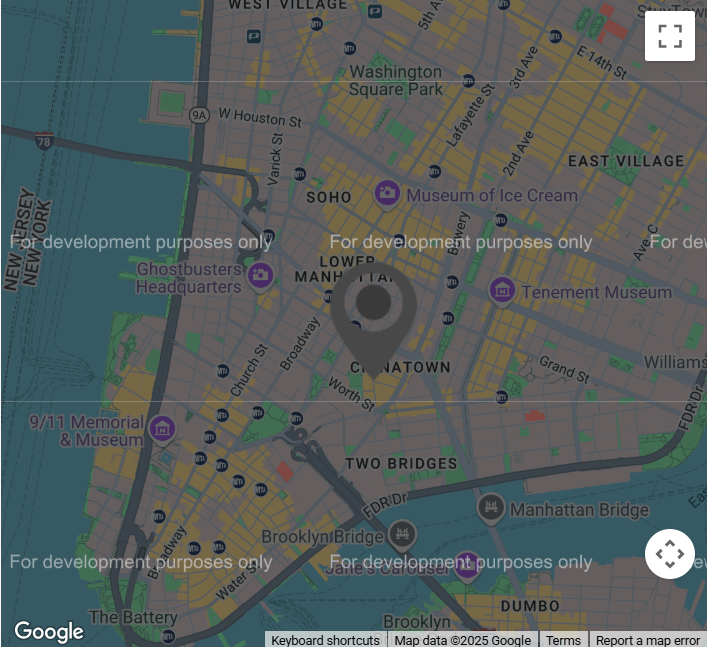 WEST VILLAGE
5th Ave
3rd Ave
E 14th St
Washington
Square Park
9A
W Houston St
Lafayette St
78
Varick St
2nd Ave
EAST VILLAGE
SOHO
Museum of Ice Cream
NEW JERSEY
NEW YORK
Bowery
Ave C
For development purposes only
For development purposes only
For de
LOWER
MANHATTAN
Ghostbusters
Headquarters
Tenement Museum
Broadway
Church St
CHINATOWN
Grand St
Williams
Worth St
FDR Dr
9/11 Memorial
& Museum
TWO BRIDGES
FDR Dr
Manhattan Bridge
Brooklyn Bridge
Broadway
For development purposes only
For development purposes only
For de
Jane's Carousel
Water St
DUMBO
The Battery
Brooklyn
Google
Keyboard shortcuts
Map data ©2025 Google
Terms
Report a map error